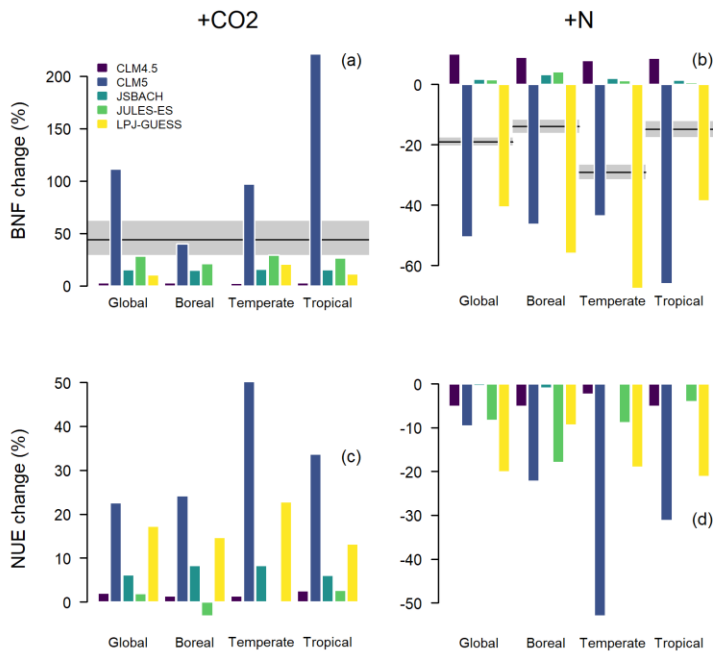 +CO2
+N
BNF change (%)
200
150
100
50
0
CLM4.5
CLM5
JSBACH
JULES-ES
LPJ-GUESS
(a)
Global Boreal Temperate Tropical
0
-20
-40
-60
(b)
Global Boreal Temperate Tropical
NUE change (%)
50
40
30
20
10
0
(c)
Global Boreal Temperate Tropical
0
-10
-20
-30
-40
-50
(d)
Global Boreal Temperate Tropical